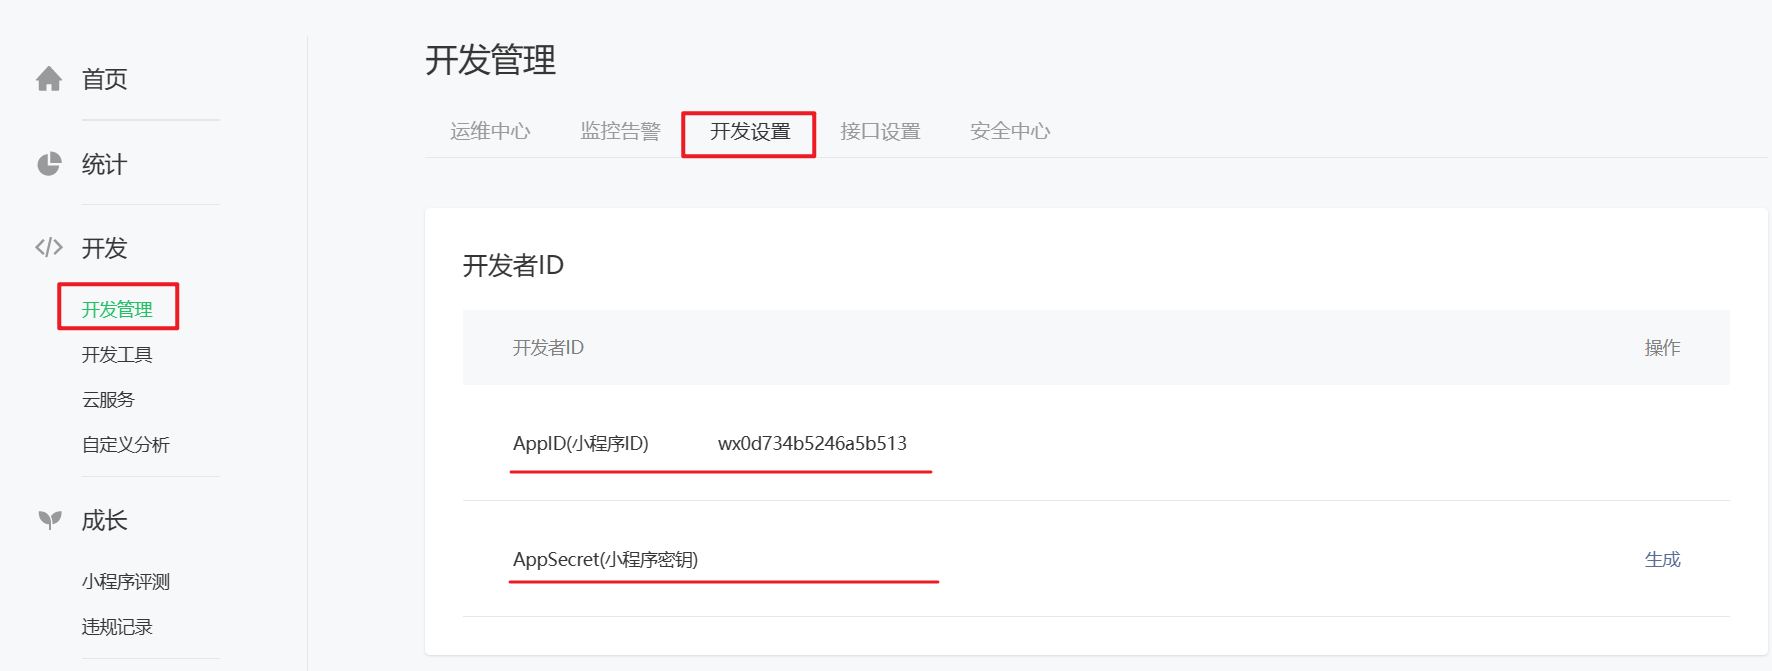 首页
统计
开发
开发管理
开发工具
云服务
自定义分析
成长
小程序评测
违规记录
开发管理
运维中心 监控告警 开发设置 接口设置 安全中心
开发者ID
开发者ID 操作
AppID(小程序ID) wx0d734b5246a5b513
AppSecret(小程序密钥) 生成